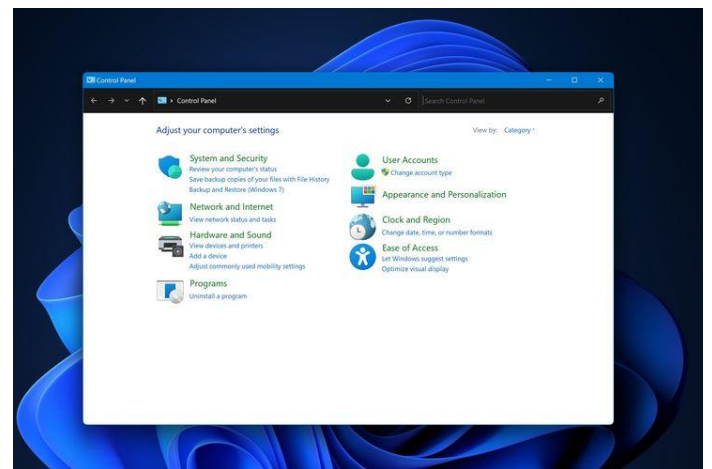 Control Panel
Control Panel
Search Control Panel
Adjust your computer's settings
View by: Category
System and Security
Review your computer's status
Save backup copies of your files with File History
Backup and Restore (Windows 7)
Network and Internet
View network status and tasks
Hardware and Sound
View devices and printers
Add a device
Adjust commonly used mobility settings
Programs
Uninstall a program
User Accounts
Change account type
Appearance and Personalization
Clock and Region
Change date, time, or number formats
Ease of Access
Let Windows suggest settings
Optimize visual display